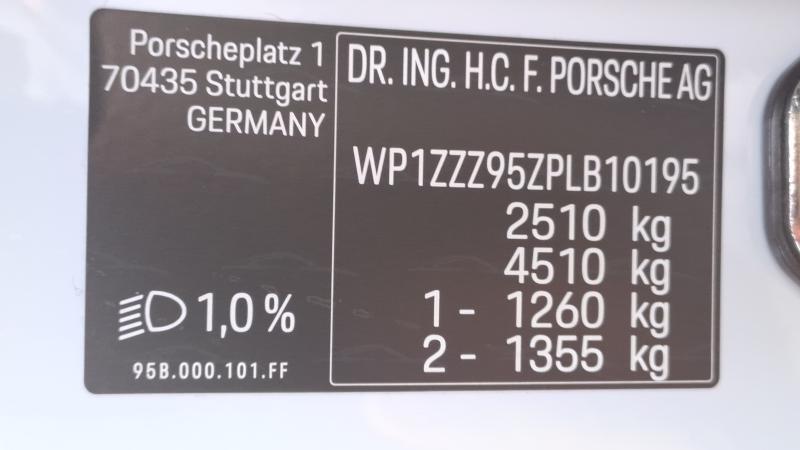 Porscheplatz 1
70435 Stuttgart
GERMANY
1,0 %
95B.000.101.FF
DR. ING. H.C. F. PORSCHE AG
WP1ZZZ95ZPLB10195
2510 kg
4510 kg
1 - 1260 kg
2 - 1355 kg